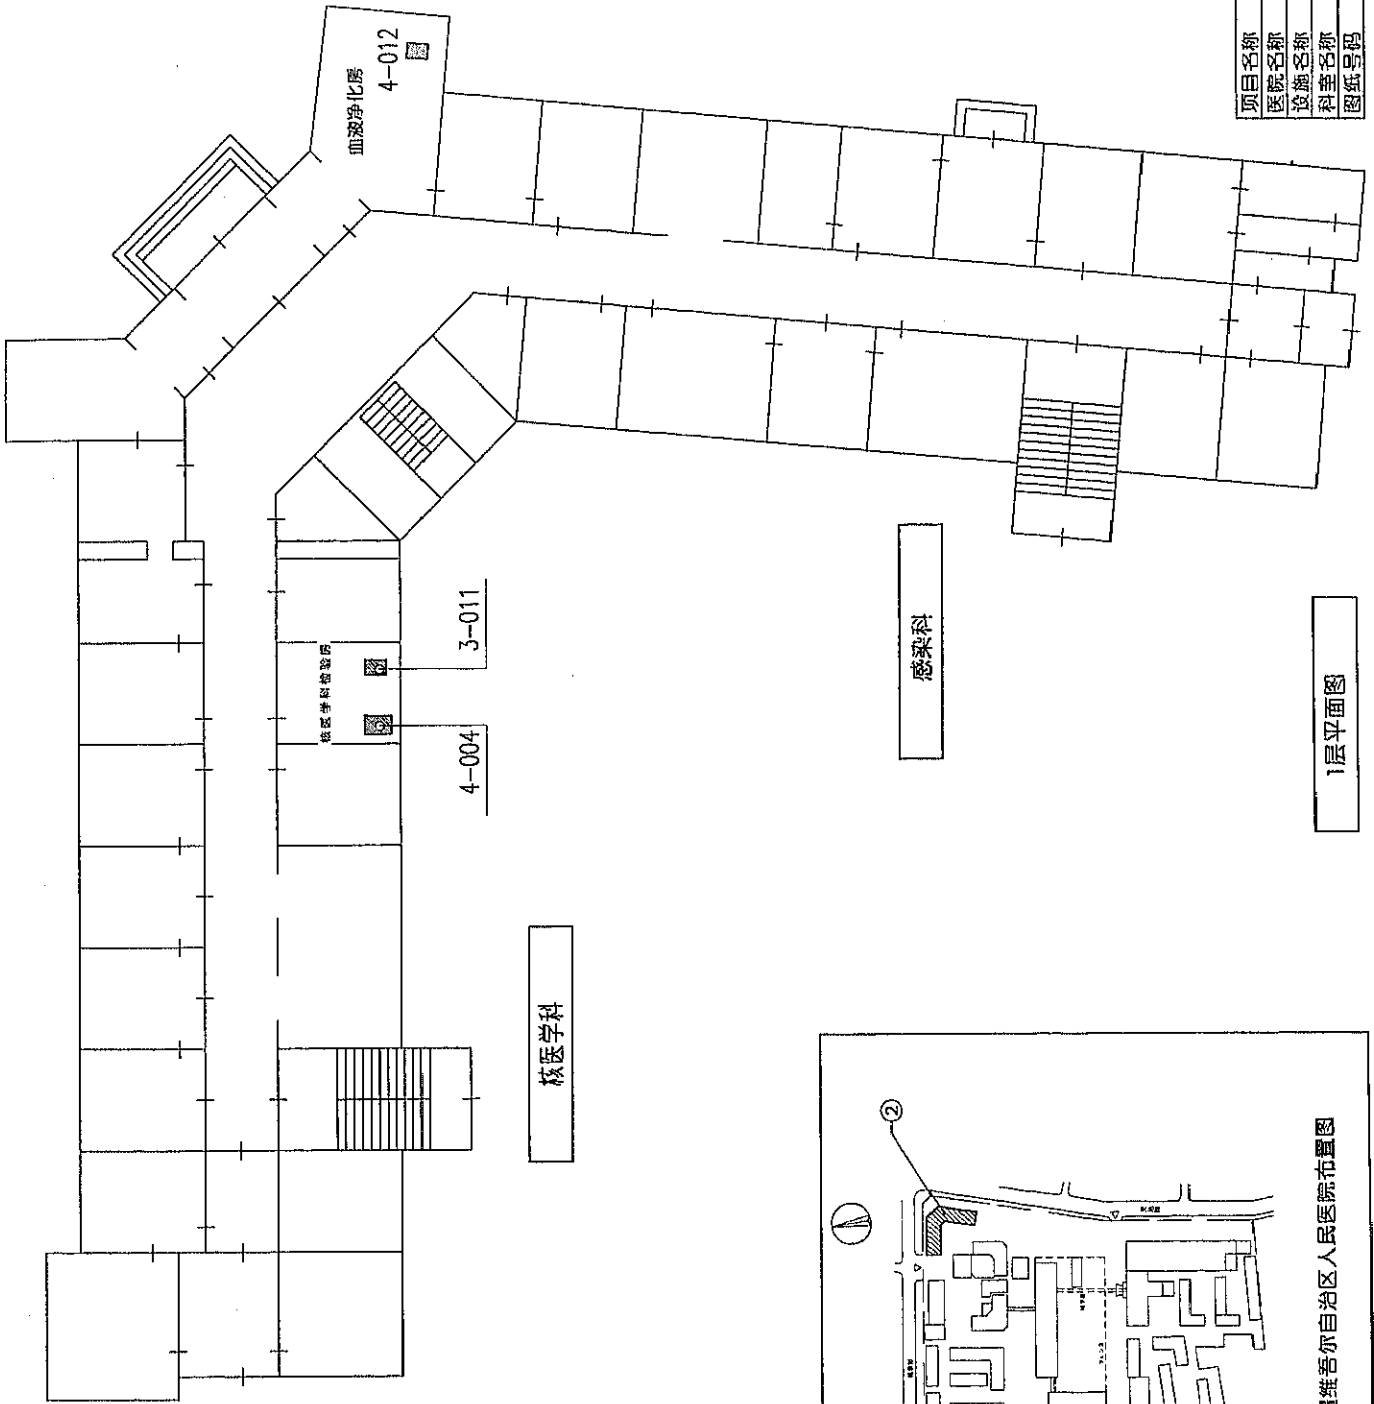 项目名称
医院名称
设施名称
科室名称
图纸号码
血液净化房
4-012
核医学科检验房
3-011
4-004
感染科
核医学科
1层平面图
②
维吾尔自治区人民医院布置图